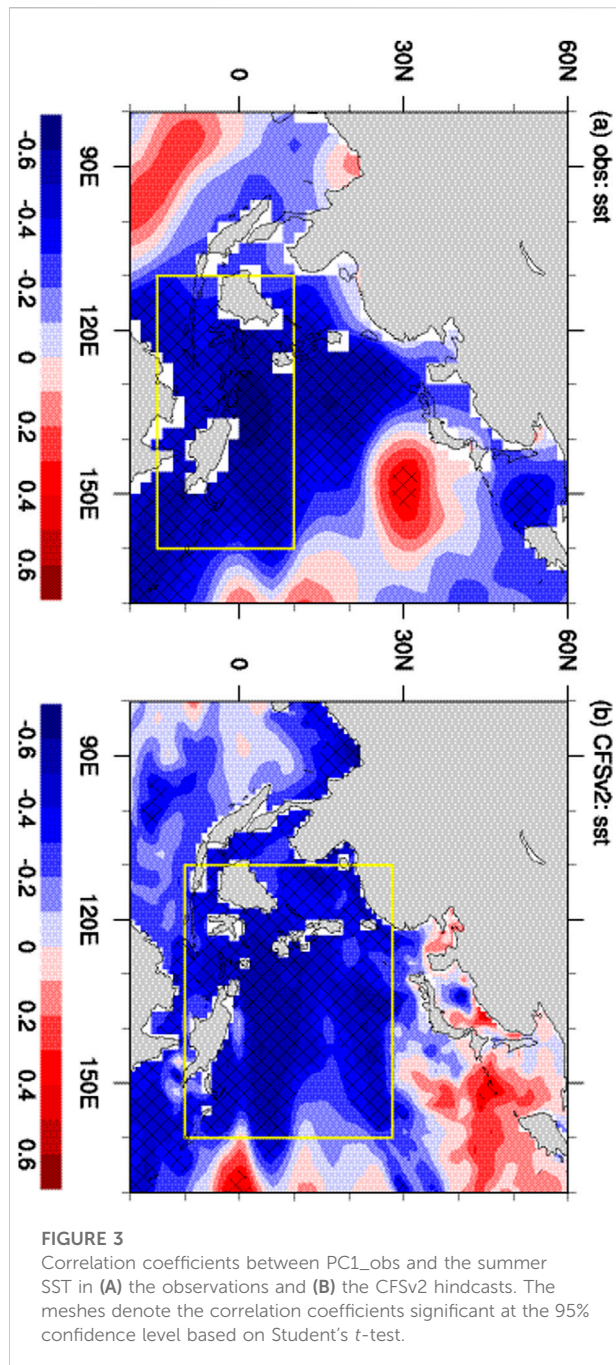 0
30N
60N
(a) obs: sst
90E
120E
150E
-0.6
-0.4
-0.2
0
0.2
0.4
0.6
0
30N
60N
(b) CFSv2: sst
90E
120E
150E
-0.6
-0.4
-0.2
0
0.2
0.4
0.6
FIGURE 3
Correlation coefficients between PC1_obs and the summer
SST in (A) the observations and (B) the CFSv2 hindcasts. The
meshes denote the correlation coefficients significant at the 95%
confidence level based on Student's t-test.